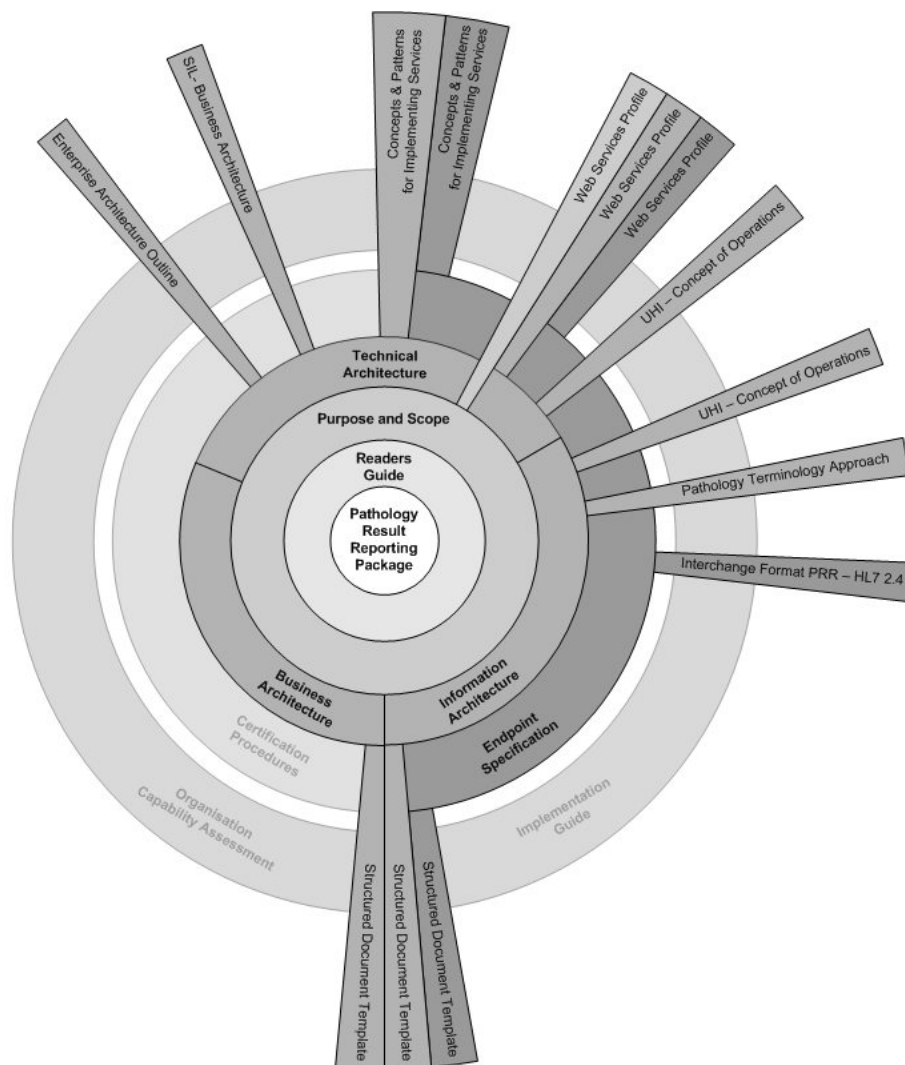 Concepts & Patterns
for Implementing Services
Concepts & Patterns
for Implementing Services
SIL- Business Architecture
Enterprise Architecture Outline
Web Services Profile
Web Services Profile
Web Services Profile
UHI – Concept of Operations
UHI – Concept of Operations
Pathology Terminology Approach
Interchange Format PRR – HL7 2.4
Technical
Architecture
Purpose and Scope
Readers
Guide
Pathology
Result
Reporting
Package
Business
Architecture
Information
Architecture
Endpoint
Specification
Certification
Procedures
Organisation
Capability Assessment
Implementation
Guide
Structured Document Template
Structured Document Template
Structured Document Template